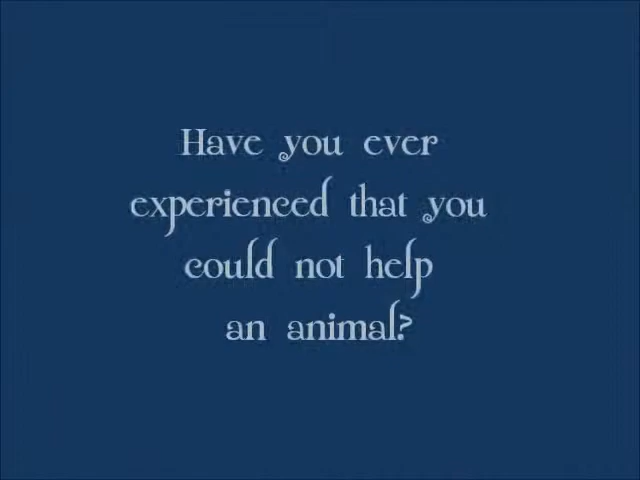 Have you ever
experienced that you
could not help
an animal?